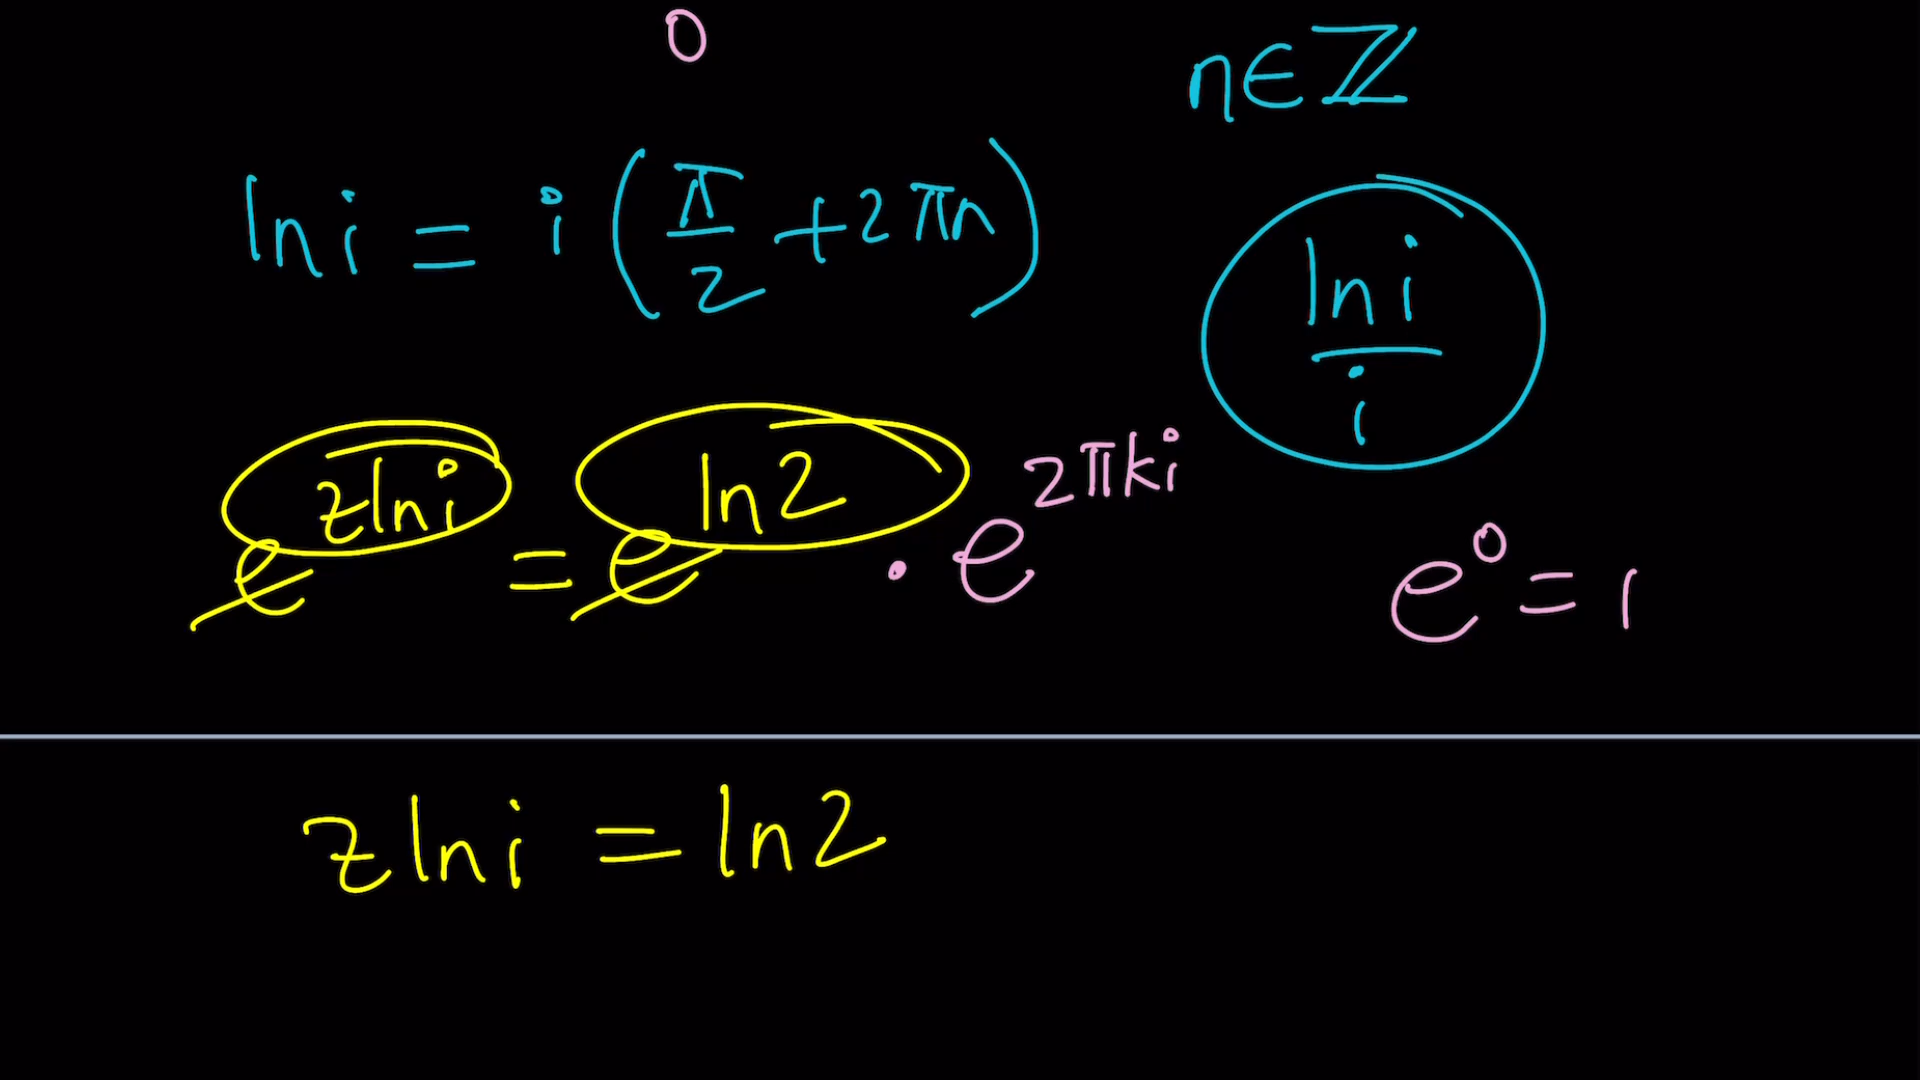 0
n∈ℤ
ln i = i (π/2 + 2πn)
ln i / i
e^(z ln i) = e^(ln 2) · e^(2πki)
e^0 = 1
z ln i = ln 2